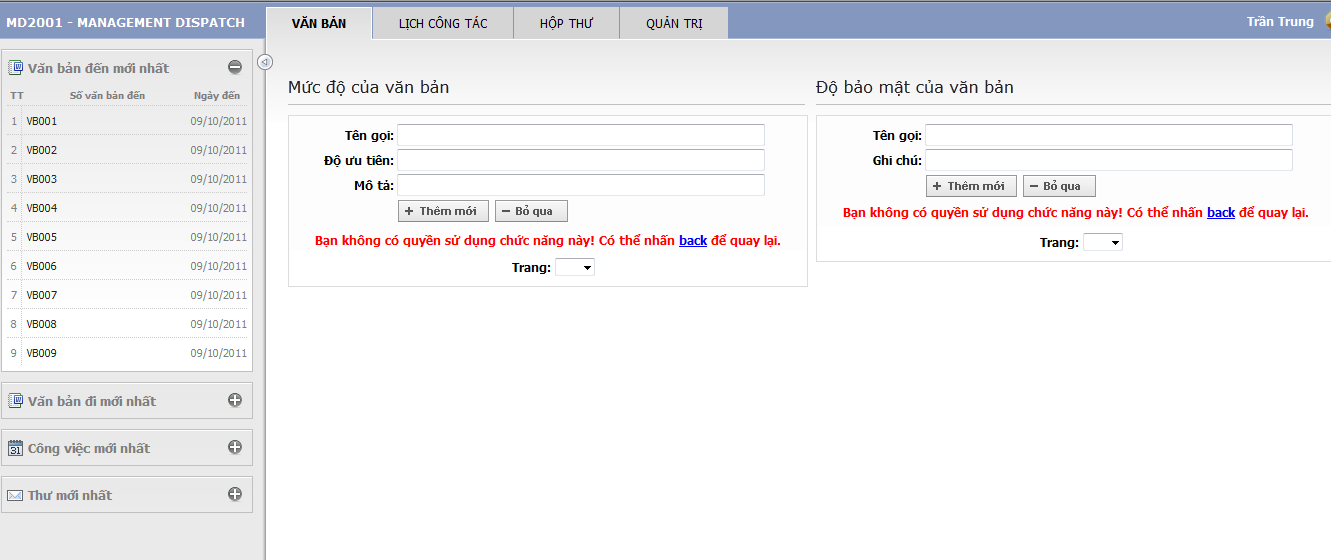 MD2001 - MANAGEMENT DISPATCH
VĂN BẢN
LỊCH CÔNG TÁC
HỘP THƯ
QUẢN TRỊ
Trần Trung
Văn bản đến mới nhất
TT Số văn bản đến Ngày đến
1 VB001 09/10/2011
2 VB002 09/10/2011
3 VB003 09/10/2011
4 VB004 09/10/2011
5 VB005 09/10/2011
6 VB006 09/10/2011
7 VB007 09/10/2011
8 VB008 09/10/2011
9 VB009 09/10/2011
Văn bản đi mới nhất
31 Công việc mới nhất
Thư mới nhất
Mức độ của văn bản
Tên gọi:
Độ ưu tiên:
Mô tả:
+ Thêm mới − Bỏ qua
Bạn không có quyền sử dụng chức năng này! Có thể nhấn back để quay lại.
Trang:
Độ bảo mật của văn bản
Tên gọi:
Ghi chú:
+ Thêm mới − Bỏ qua
Bạn không có quyền sử dụng chức năng này! Có thể nhấn back để quay lại.
Trang: